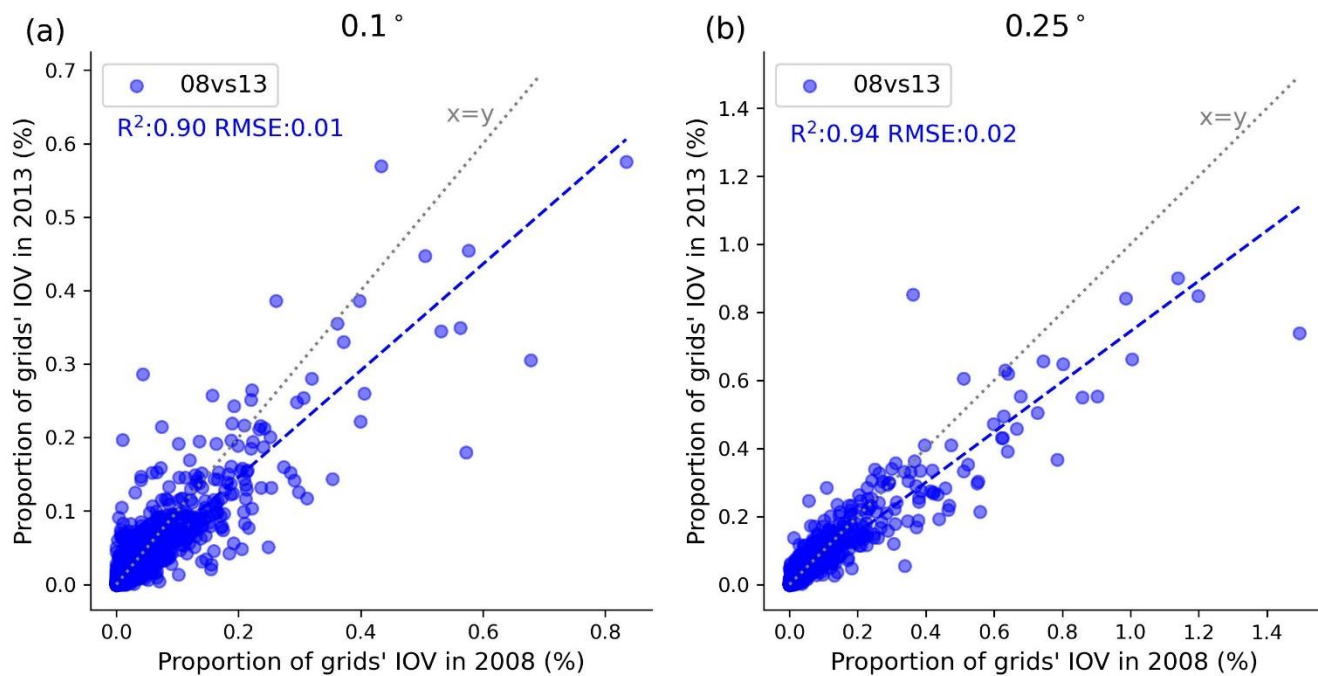 (a)
0.1°
0.7
0.6
0.5
0.4
0.3
0.2
0.1
0.0
Proportion of grids' IOV in 2013 (%)
08vs13
R²:0.90 RMSE:0.01
x=y
0.0 0.2 0.4 0.6 0.8
Proportion of grids' IOV in 2008 (%)
(b)
0.25°
1.4
1.2
1.0
0.8
0.6
0.4
0.2
0.0
Proportion of grids' IOV in 2013 (%)
08vs13
R²:0.94 RMSE:0.02
x=y
0.0 0.2 0.4 0.6 0.8 1.0 1.2 1.4
Proportion of grids' IOV in 2008 (%)